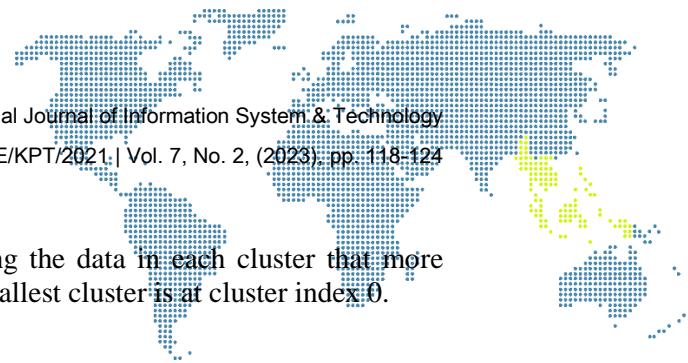 al Journal of Information System & Technology
E/KPT/2021 | Vol. 7, No. 2, (2023), pp. 118-124
ng the data in each cluster that more
allest cluster is at cluster index 0.